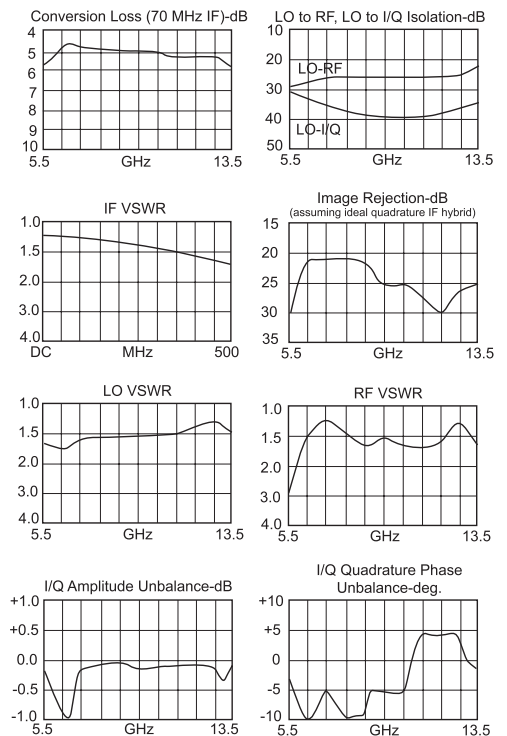 Conversion Loss (70 MHz IF)-dB
4
5
6
7
8
9
10
5.5 GHz 13.5
LO to RF, LO to I/Q Isolation-dB
10
20
30
40
50
LO-RF
LO-I/Q
5.5 GHz 13.5
IF VSWR
1.0
1.5
2.0
3.0
4.0
DC MHz 500
Image Rejection-dB
(assuming ideal quadrature IF hybrid)
15
20
25
30
35
5.5 GHz 13.5
LO VSWR
1.0
1.5
2.0
3.0
4.0
5.5 GHz 13.5
RF VSWR
1.0
1.5
2.0
3.0
4.0
5.5 GHz 13.5
I/Q Amplitude Unbalance-dB
+1.0
+0.5
0.0
-0.5
-1.0
5.5 GHz 13.5
I/Q Quadrature Phase
Unbalance-deg.
+10
+5
0
-5
-10
5.5 GHz 13.5